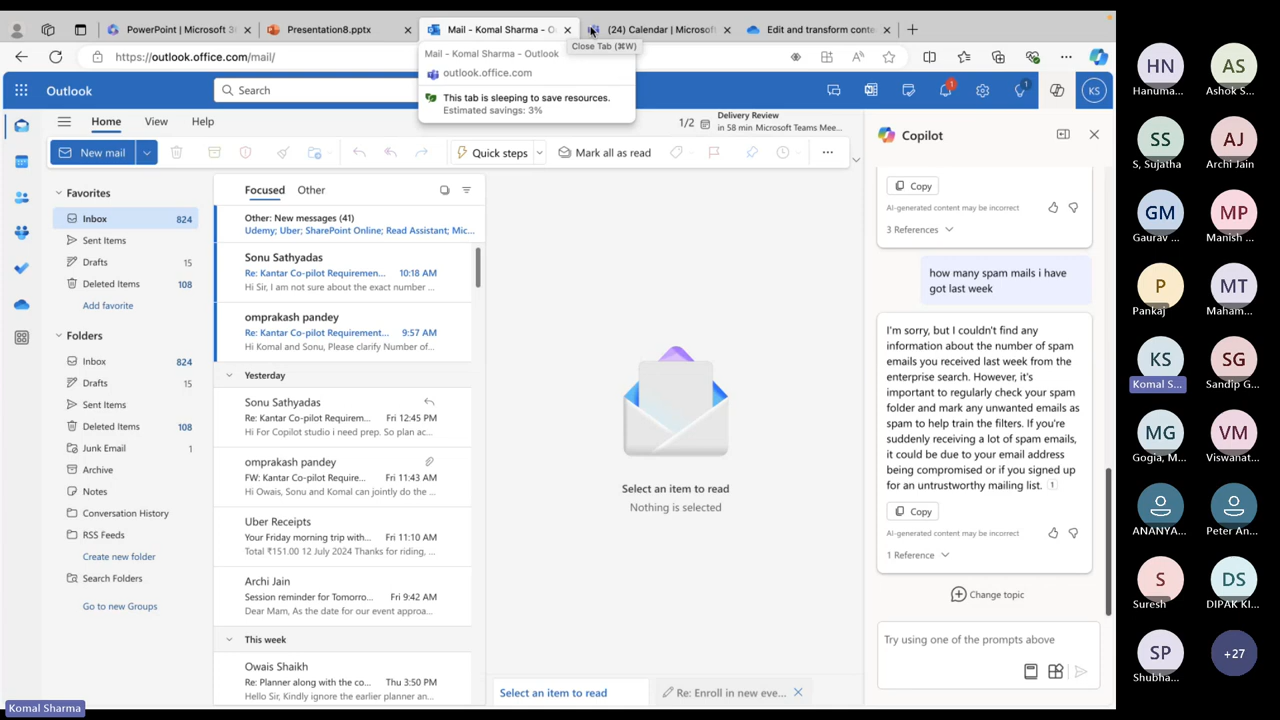 PowerPoint | Microsoft 3
Presentation8.pptx
Mail - Komal Sharma - O
(24) Calendar | Microsoft
Edit and transform conte
Close Tab (⌘W)
https://outlook.office.com/mail/
Mail - Komal Sharma - Outlook
outlook.office.com
This tab is sleeping to save resources.
Estimated savings: 3%
Outlook
Search
1
1
KS
Home
View
Help
1/2
Delivery Review
in 58 min Microsoft Teams Mee...
New mail
Quick steps
Mark all as read
Favorites
Inbox 824
Sent Items
Drafts 15
Deleted Items 108
Add favorite
Folders
Inbox 824
Drafts 15
Sent Items
Deleted Items 108
Junk Email 1
Archive
Notes
Conversation History
RSS Feeds
Create new folder
Search Folders
Go to new Groups
Focused
Other
Other: New messages (41)
Udemy; Uber; SharePoint Online; Read Assistant; Mic...
Sonu Sathyadas
Re: Kantar Co-pilot Requiremen... 10:18 AM
Hi Sir, I am not sure about the exact number ...
omprakash pandey
Re: Kantar Co-pilot Requirement... 9:57 AM
Hi Komal and Sonu, Please clarify Number of...
Yesterday
Sonu Sathyadas
Re: Kantar Co-pilot Requirem... Fri 12:45 PM
Hi For Copilot studio i need prep. So plan ac...
omprakash pandey
FW: Kantar Co-pilot Require... Fri 11:43 AM
Hi Owais, Sonu and Komal can jointly do the ...
Uber Receipts
Your Friday morning trip with... Fri 11:10 AM
Total ₹151.00 12 July 2024 Thanks for riding, ...
Archi Jain
Session reminder for Tomorro... Fri 9:42 AM
Dear Mam, As the date for our event approa...
This week
Owais Shaikh
Re: Planner along with the co... Thu 3:50 PM
Hello Sir, Kindly ignore the earlier planner an...
Select an item to read
Nothing is selected
Select an item to read
Re: Enroll in new eve...
Copilot
Copy
AI-generated content may be incorrect
3 References
how many spam mails i have
got last week
I'm sorry, but I couldn't find any
information about the number of spam
emails you received last week from the
enterprise search. However, it's
important to regularly check your spam
folder and mark any unwanted emails as
spam to help train the filters. If you're
suddenly receiving a lot of spam emails,
it could be due to your email address
being compromised or if you signed up
for an untrustworthy mailing list. 1
Copy
AI-generated content may be incorrect
1 Reference
Change topic
Try using one of the prompts above
HN
Hanuma...
AS
Ashok S...
SS
S, Sujatha
AJ
Archi Jain
GM
Gaurav ...
MP
Manish ...
P
Pankaj
MT
Maham...
KS
Komal S...
SG
Sandip G...
MG
Gogia, M...
VM
Viswanat...
ANANYA...
Peter An...
S
Suresh
DS
DIPAK KI...
SP
Shubha...
+27
Komal Sharma